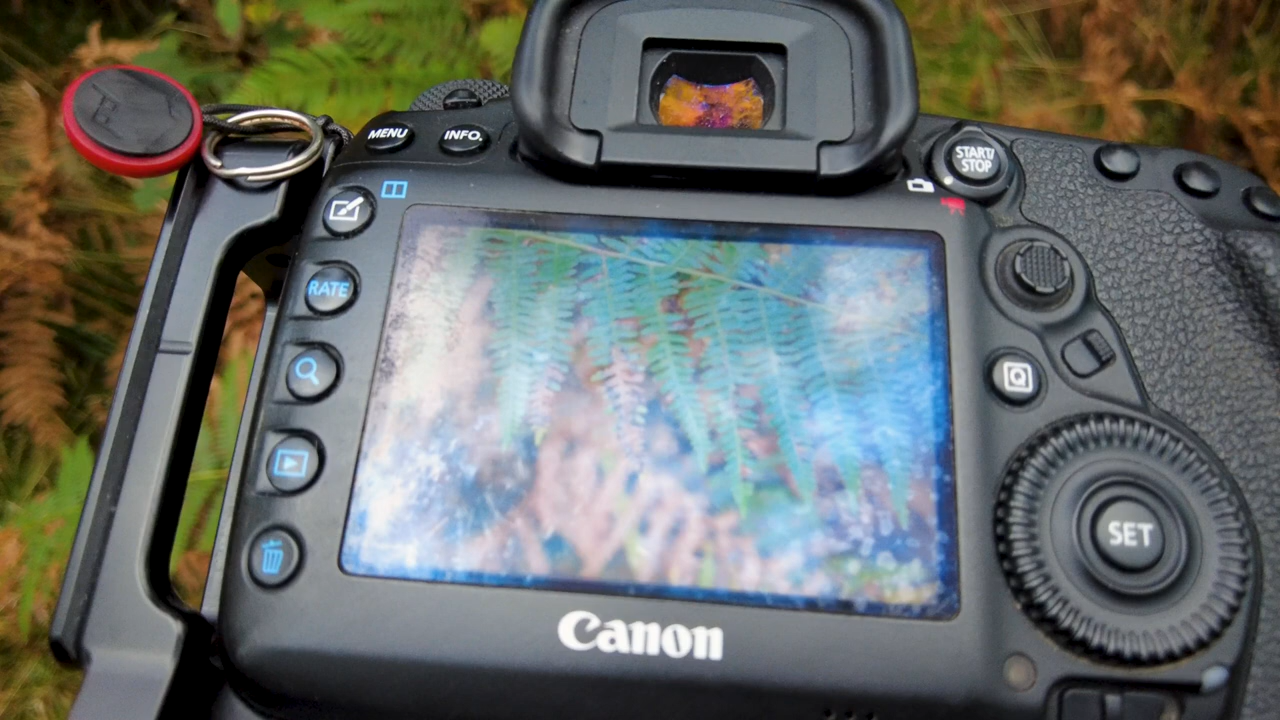 MENU
INFO.
START/
STOP
RATE
Q
SET
Canon